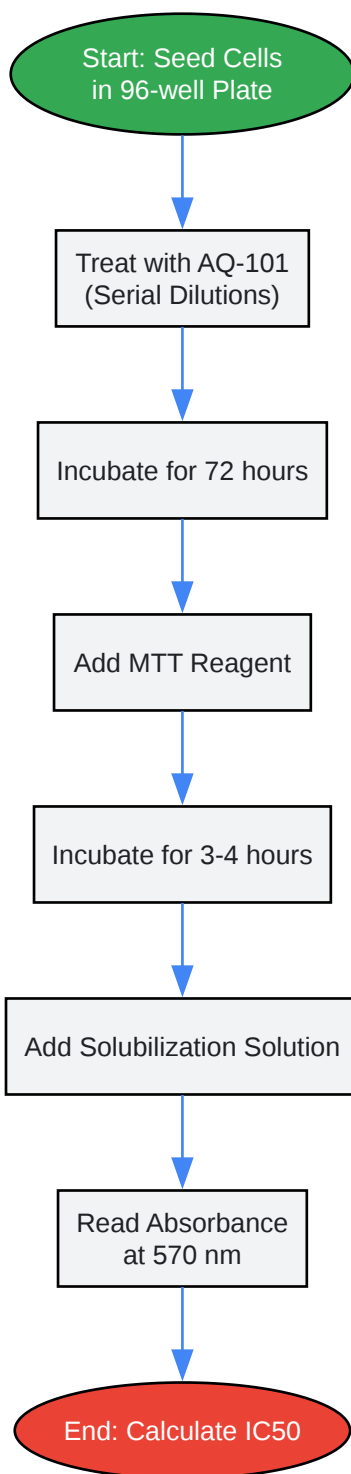 Start: Seed Cells
in 96-well Plate
Treat with AQ-101
(Serial Dilutions)
Incubate for 72 hours
Add MTT Reagent
Incubate for 3-4 hours
Add Solubilization Solution
Read Absorbance
at 570 nm
End: Calculate IC50